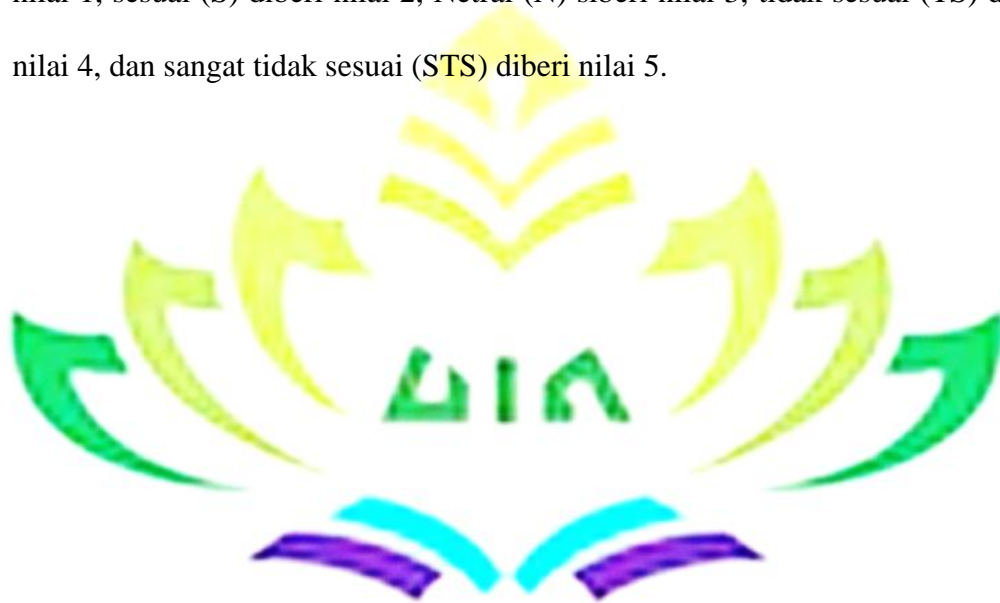 nilai 1, sesuai (S) diberi nilai 2, Netral (N) siberi nilai 3, tidak sesuai (TS)
nilai 4, dan sangat tidak sesuai (STS) diberi nilai 5.
UIN